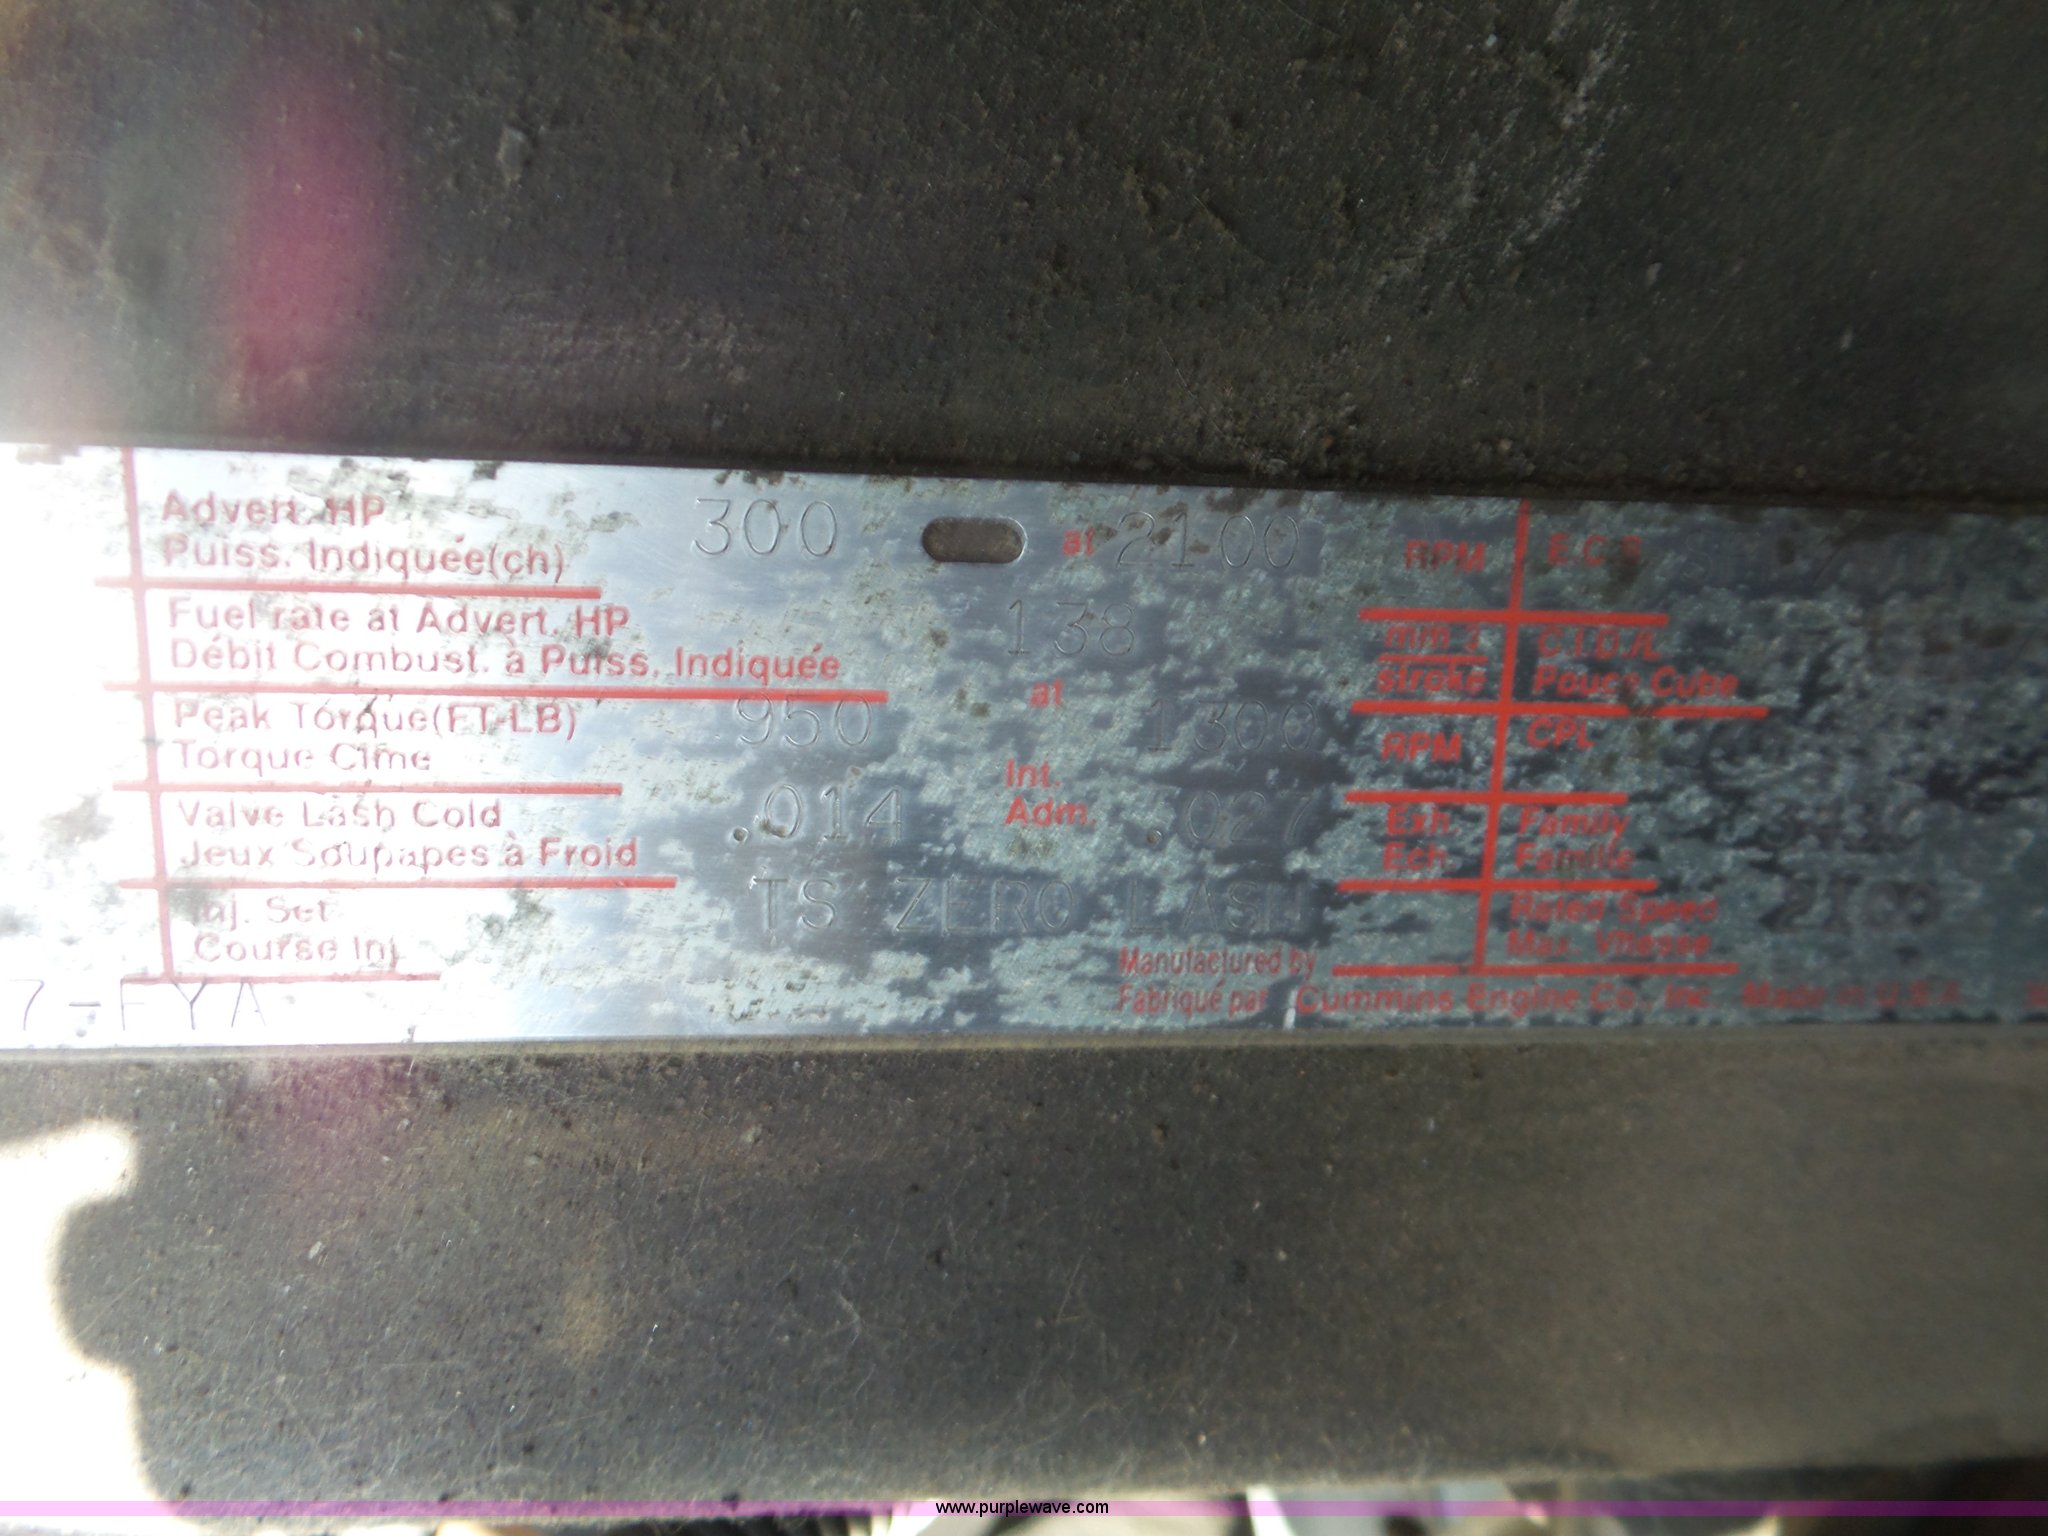 Advert. HP 300 at 2100 RPM E.C.S
Puiss. Indiquée(ch)
Fuel rate at Advert. HP 138 mm 3 C.I.D./L
Débit Combust. à Puiss. Indiquée stroke Pouce Cube
Peak Torque(FT-LB) 950 at 1300 RPM CPL
Torque Cime
Valve Lash Cold .014 Int. .027 Exh. Family
Jeux Soupapes à Froid Adm. Ech. Famille
Inj. Set TS ZERO LASH Rated Speed 2100
Course Inj. Max. Vitesse
Manufactured by
7-FYA Fabriqué par Cummins Engine Co., Inc. Made in U.S.A.
www.purplewave.com